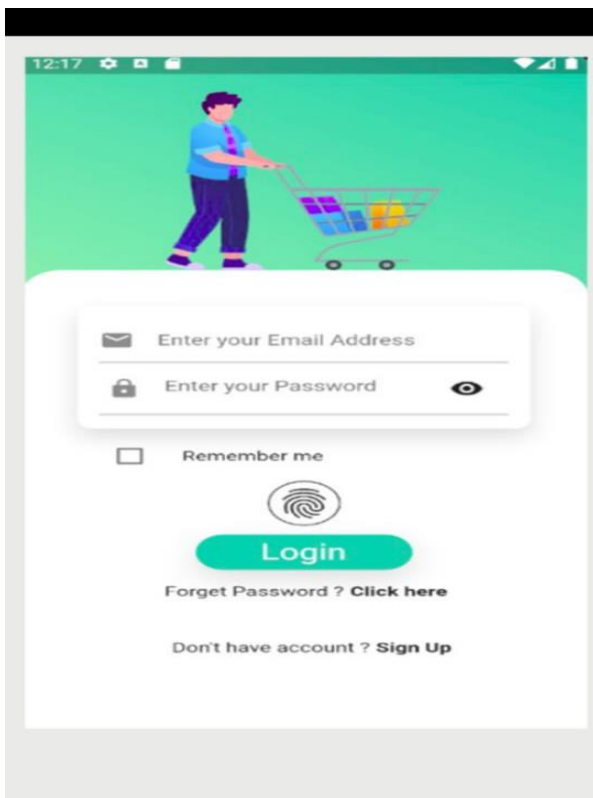 12:17
Enter your Email Address
Enter your Password
Remember me
Login
Forget Password ? Click here
Don't have account ? Sign Up